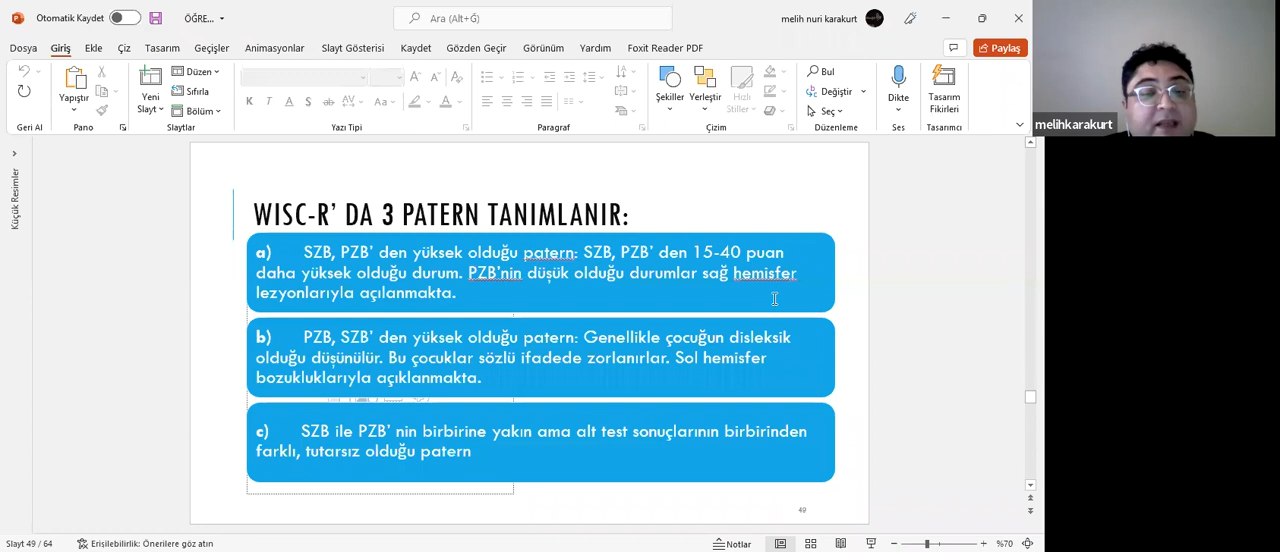 Otomatik Kaydet
ÖĞRE...
Ara (Alt+Ğ)
melih nuri karakurt
Dosya Giriş Ekle Çiz Tasarım Geçişler Animasyonlar Slayt Gösterisi Kaydet Gözden Geçir Görünüm Yardım Foxit Reader PDF
Paylaş
Geri Al
Yapıştır
Pano
Yeni
Slayt
Düzen
Sıfırla
Bölüm
Slaytlar
K T A S ab AV Aa A
Yazı Tipi
Paragraf
Şekiller
Yerleştir
Hızlı
Stiller
Çizim
Bul
Değiştir
Seç
Düzenleme
Dikte
Ses
Tasarım
Fikirleri
Tasarımcı
melihkarakurt
Küçük Resimler
WISC-R' DA 3 PATERN TANIMLANIR:
a) SZB, PZB' den yüksek olduğu patern: SZB, PZB' den 15-40 puan
daha yüksek olduğu durum. PZB'nin düşük olduğu durumlar sağ hemisfer
lezyonlarıyla açılanmakta.
b) PZB, SZB' den yüksek olduğu patern: Genellikle çocuğun disleksik
olduğu düşünülür. Bu çocuklar sözlü ifadede zorlanırlar. Sol hemisfer
bozukluklarıyla açıklanmakta.
c) SZB ile PZB' nin birbirine yakın ama alt test sonuçlarının birbirinden
farklı, tutarsız olduğu patern
49
Slayt 49 / 64
Erişilebilirlik: Önerilere göz atın
Notlar
%70